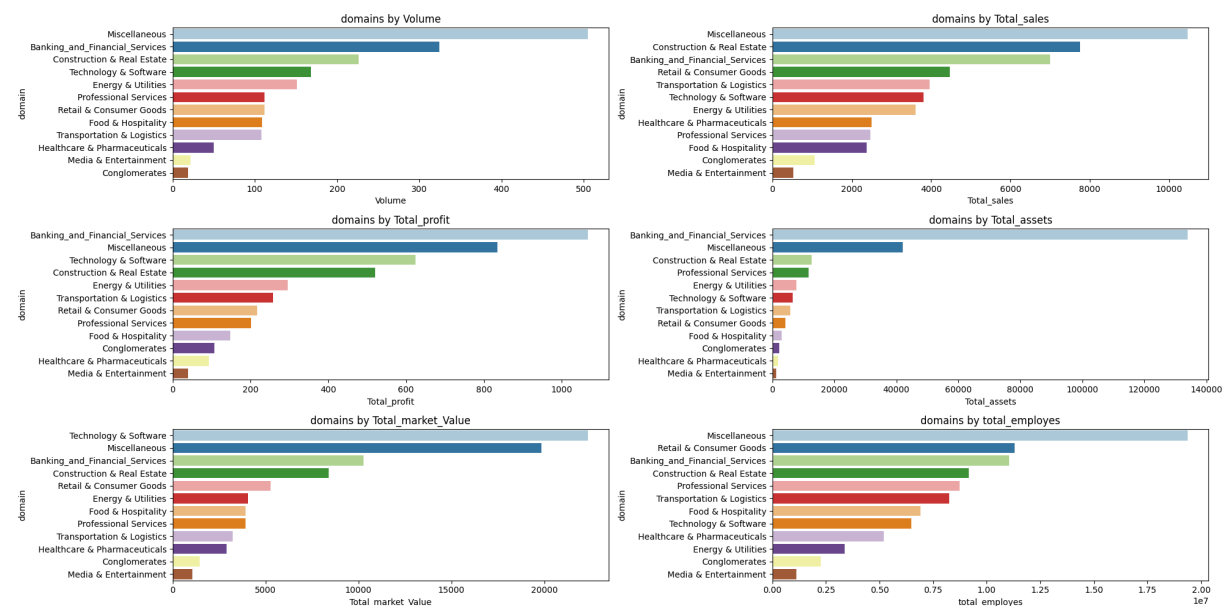 domains by Volume
Miscellaneous
Banking_and_Financial_Services
Construction & Real Estate
Technology & Software
Energy & Utilities
Professional Services
Retail & Consumer Goods
Food & Hospitality
Transportation & Logistics
Healthcare & Pharmaceuticals
Media & Entertainment
Conglomerates
domain
0 100 200 300 400 500
Volume
domains by Total_sales
Miscellaneous
Construction & Real Estate
Banking_and_Financial_Services
Retail & Consumer Goods
Transportation & Logistics
Technology & Software
Energy & Utilities
Healthcare & Pharmaceuticals
Professional Services
Food & Hospitality
Conglomerates
Media & Entertainment
domain
0 2000 4000 6000 8000 10000
Total_sales
domains by Total_profit
Banking_and_Financial_Services
Miscellaneous
Technology & Software
Construction & Real Estate
Energy & Utilities
Transportation & Logistics
Retail & Consumer Goods
Professional Services
Food & Hospitality
Conglomerates
Healthcare & Pharmaceuticals
Media & Entertainment
domain
0 200 400 600 800 1000
Total_profit
domains by Total_assets
Banking_and_Financial_Services
Miscellaneous
Construction & Real Estate
Professional Services
Energy & Utilities
Technology & Software
Transportation & Logistics
Retail & Consumer Goods
Food & Hospitality
Conglomerates
Healthcare & Pharmaceuticals
Media & Entertainment
domain
0 20000 40000 60000 80000 100000 120000 140000
Total_assets
domains by Total_market_Value
Technology & Software
Miscellaneous
Banking_and_Financial_Services
Construction & Real Estate
Retail & Consumer Goods
Energy & Utilities
Food & Hospitality
Professional Services
Transportation & Logistics
Healthcare & Pharmaceuticals
Conglomerates
Media & Entertainment
domain
0 5000 10000 15000 20000
Total_market_Value
domains by total_employes
Miscellaneous
Retail & Consumer Goods
Banking_and_Financial_Services
Construction & Real Estate
Professional Services
Transportation & Logistics
Food & Hospitality
Technology & Software
Healthcare & Pharmaceuticals
Energy & Utilities
Conglomerates
Media & Entertainment
domain
0.0 0.2 0.5 0.7 1.0 1.3 1.5 1.8 2.0
1e7
total_employes